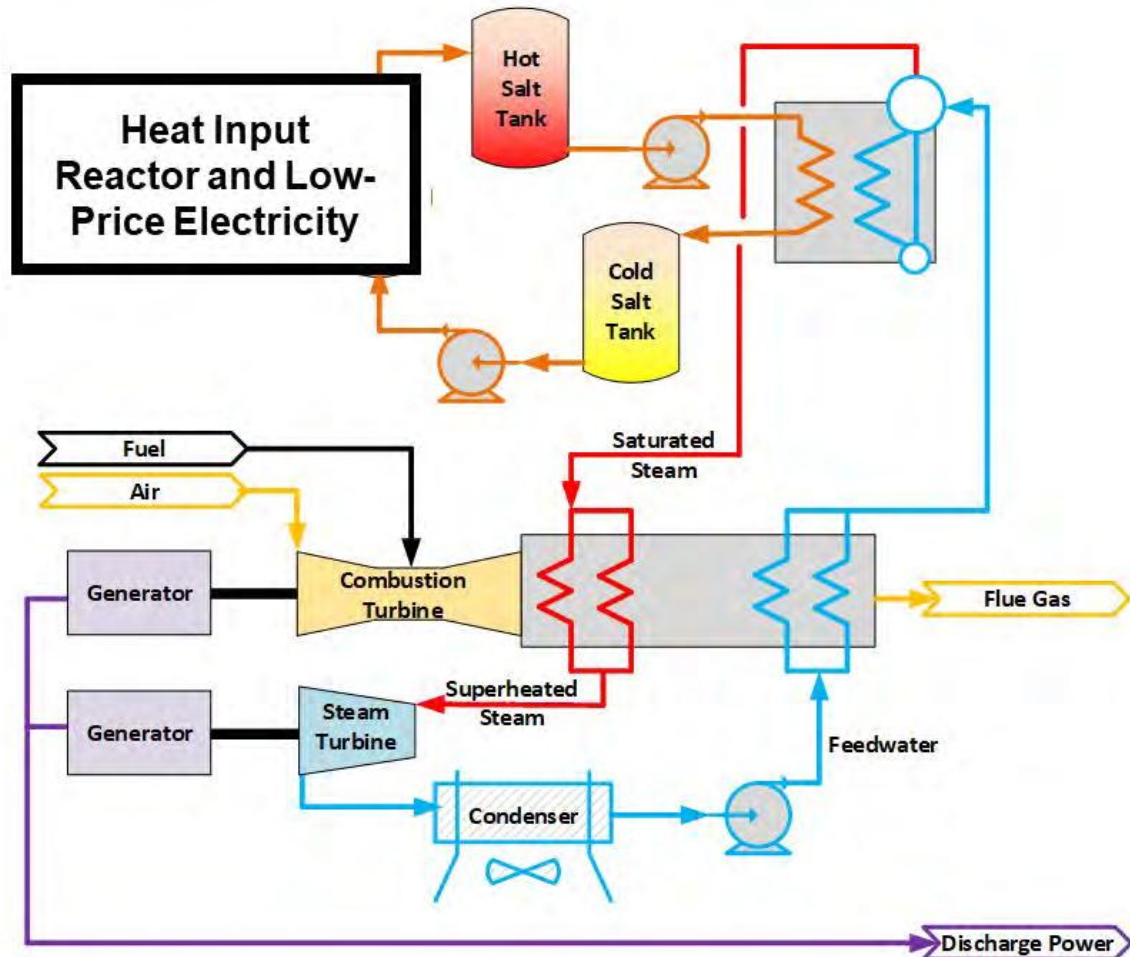 Hot
Salt
Tank
Heat Input
Reactor and Low-
Price Electricity
Cold
Salt
Tank
Saturated
Steam
Fuel
Air
Generator
Combustion
Turbine
Flue Gas
Superheated
Steam
Generator
Steam
Turbine
Feedwater
Condenser
Discharge Power